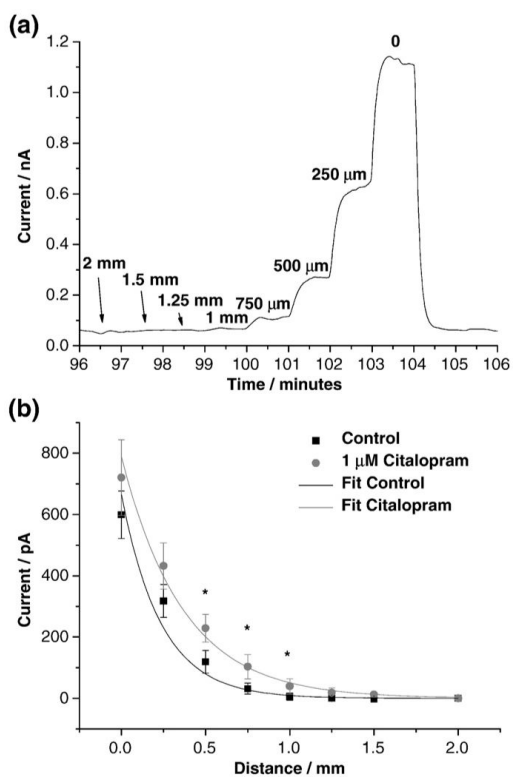 (a)
1.2
1.0
0.8
0.6
0.4
0.2
0.0
Current / nA
2 mm
1.5 mm
1.25 mm
1 mm
750 μm
500 μm
250 μm
0
96 97 98 99 100 101 102 103 104 105 106
Time / minutes
(b)
800
600
400
200
0
Current / pA
Control
1 μM Citalopram
Fit Control
Fit Citalopram
*
*
*
0.0 0.5 1.0 1.5 2.0
Distance / mm